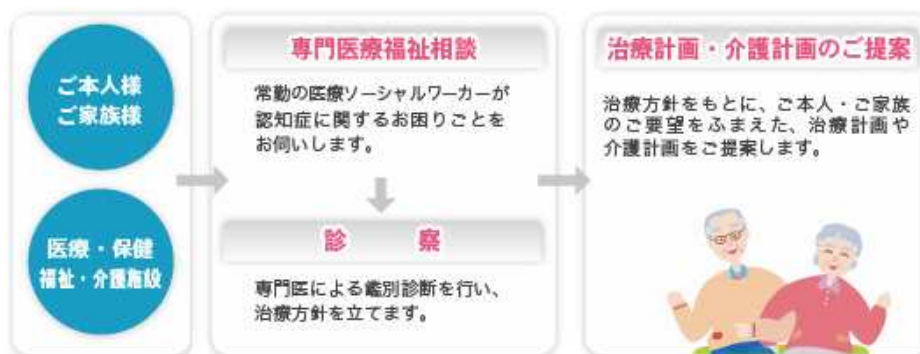 ご本人様
ご家族様
医療・保健
福祉・介護施設
専門医療福祉相談
常勤の医療ソーシャルワーカーが
認知症に関するお困りごとを
お伺いします。
診 察
専門医による鑑別診断を行い、
治療方針を立てます。
治療計画・介護計画のご提案
治療方針をもとに、ご本人・ご家族
のご要望をふまえた、治療計画や
介護計画をご提案します。